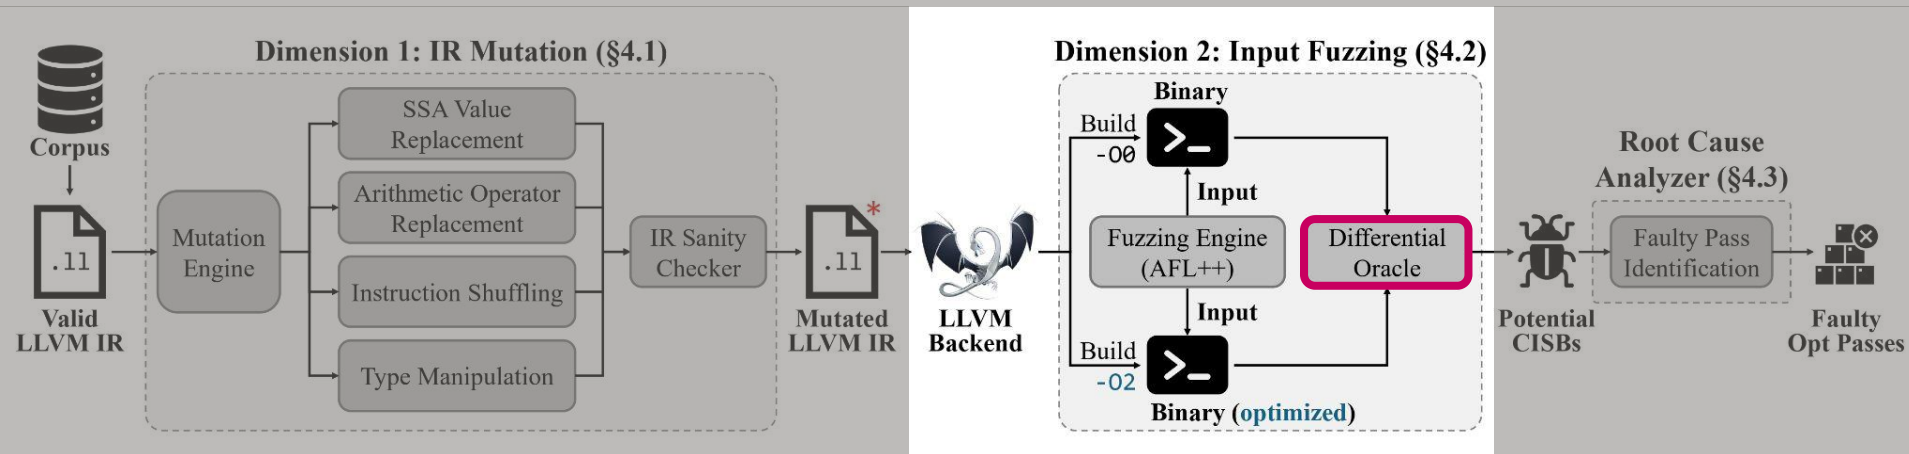 Dimension 1: IR Mutation (§4.1)
Corpus
.ll
Valid
LLVM IR
Mutation
Engine
SSA Value
Replacement
Arithmetic Operator
Replacement
Instruction Shuffling
Type Manipulation
IR Sanity
Checker
*
.ll
Mutated
LLVM IR
LLVM
Backend
Dimension 2: Input Fuzzing (§4.2)
Binary
Build
-O0
>_
Input
Fuzzing Engine
(AFL++)
Input
Build
-O2
>_
Binary (optimized)
Differential
Oracle
Potential
CISBs
Root Cause
Analyzer (§4.3)
Faulty Pass
Identification
Faulty
Opt Passes